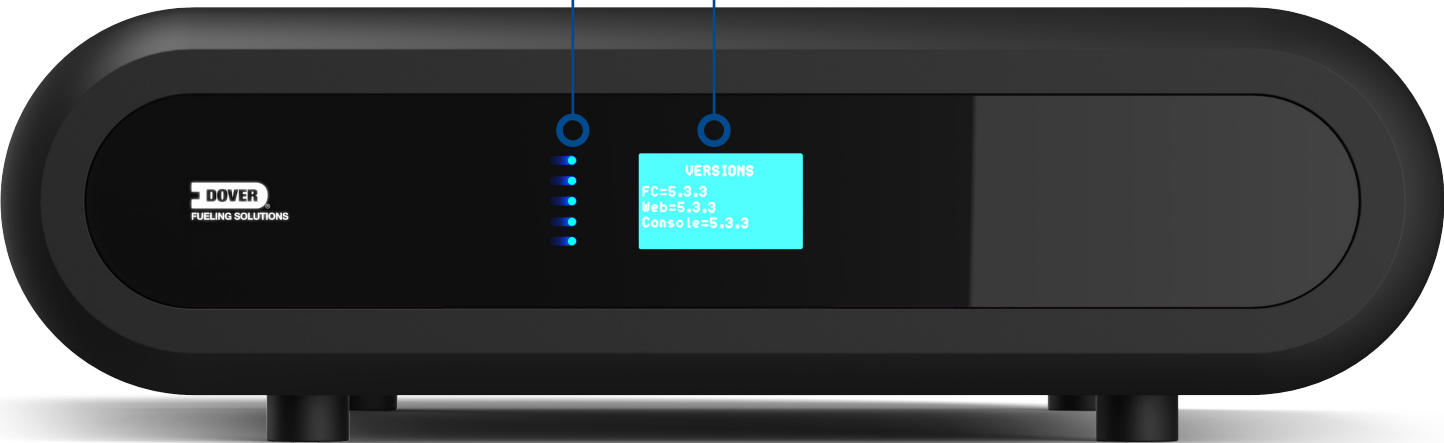 DOVER
FUELING SOLUTIONS
VERSIONS
FC=5.3.3
Web=5.3.3
Console=5.3.3